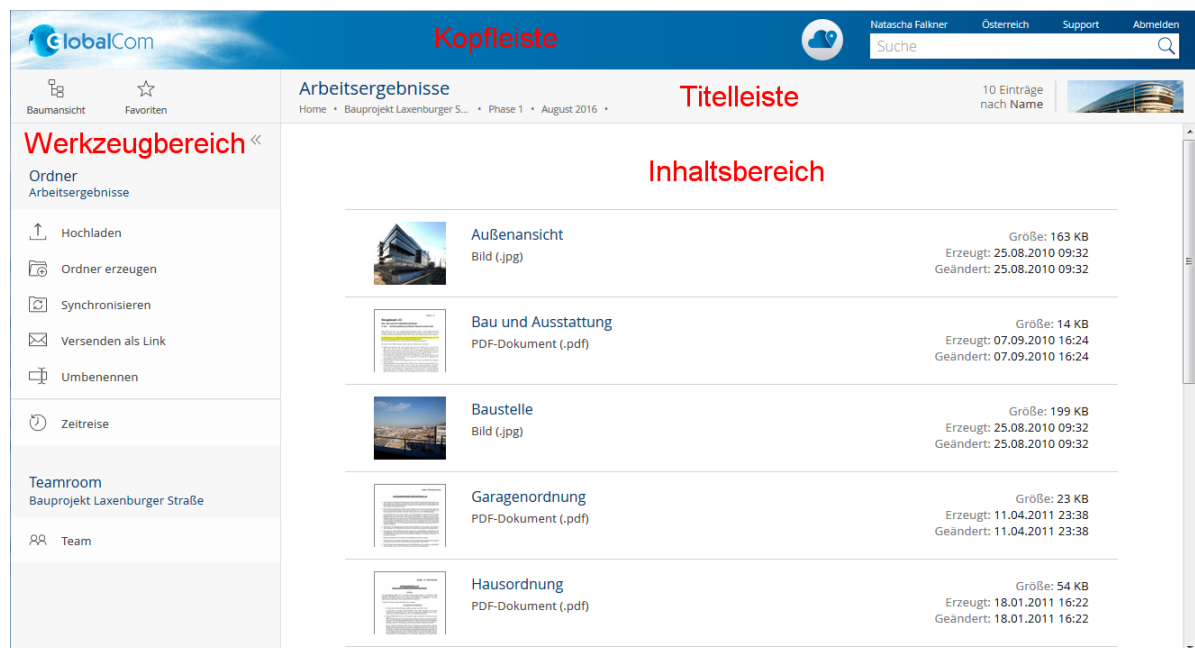 GlobalCom
Kopfleiste
Natascha Falkner Österreich Support Abmelden
Suche
Baumansicht Favoriten
Arbeitsergebnisse
Home • Bauprojekt Laxenburger S... • Phase 1 • August 2016 •
Titelleiste
10 Einträge
nach Name
Werkzeugbereich «
Ordner
Arbeitsergebnisse
Hochladen
Ordner erzeugen
Synchronisieren
Versenden als Link
Umbenennen
Zeitreise
Teamroom
Bauprojekt Laxenburger Straße
Team
Inhaltsbereich
Außenansicht
Bild (.jpg)
Größe: 163 KB
Erzeugt: 25.08.2010 09:32
Geändert: 25.08.2010 09:32
Bau und Ausstattung
PDF-Dokument (.pdf)
Größe: 14 KB
Erzeugt: 07.09.2010 16:24
Geändert: 07.09.2010 16:24
Baustelle
Bild (.jpg)
Größe: 199 KB
Erzeugt: 25.08.2010 09:32
Geändert: 25.08.2010 09:32
Garagenordnung
PDF-Dokument (.pdf)
Größe: 23 KB
Erzeugt: 11.04.2011 23:38
Geändert: 11.04.2011 23:38
Hausordnung
PDF-Dokument (.pdf)
Größe: 54 KB
Erzeugt: 18.01.2011 16:22
Geändert: 18.01.2011 16:22